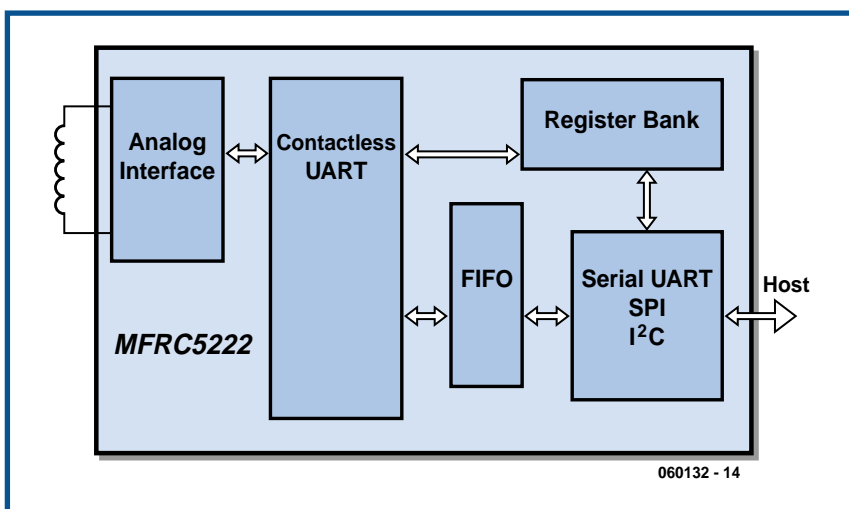 Analog
Interface
Contactless
UART
Register Bank
FIFO
Serial UART
SPI
I²C
Host
MFRC5222
060132 - 14